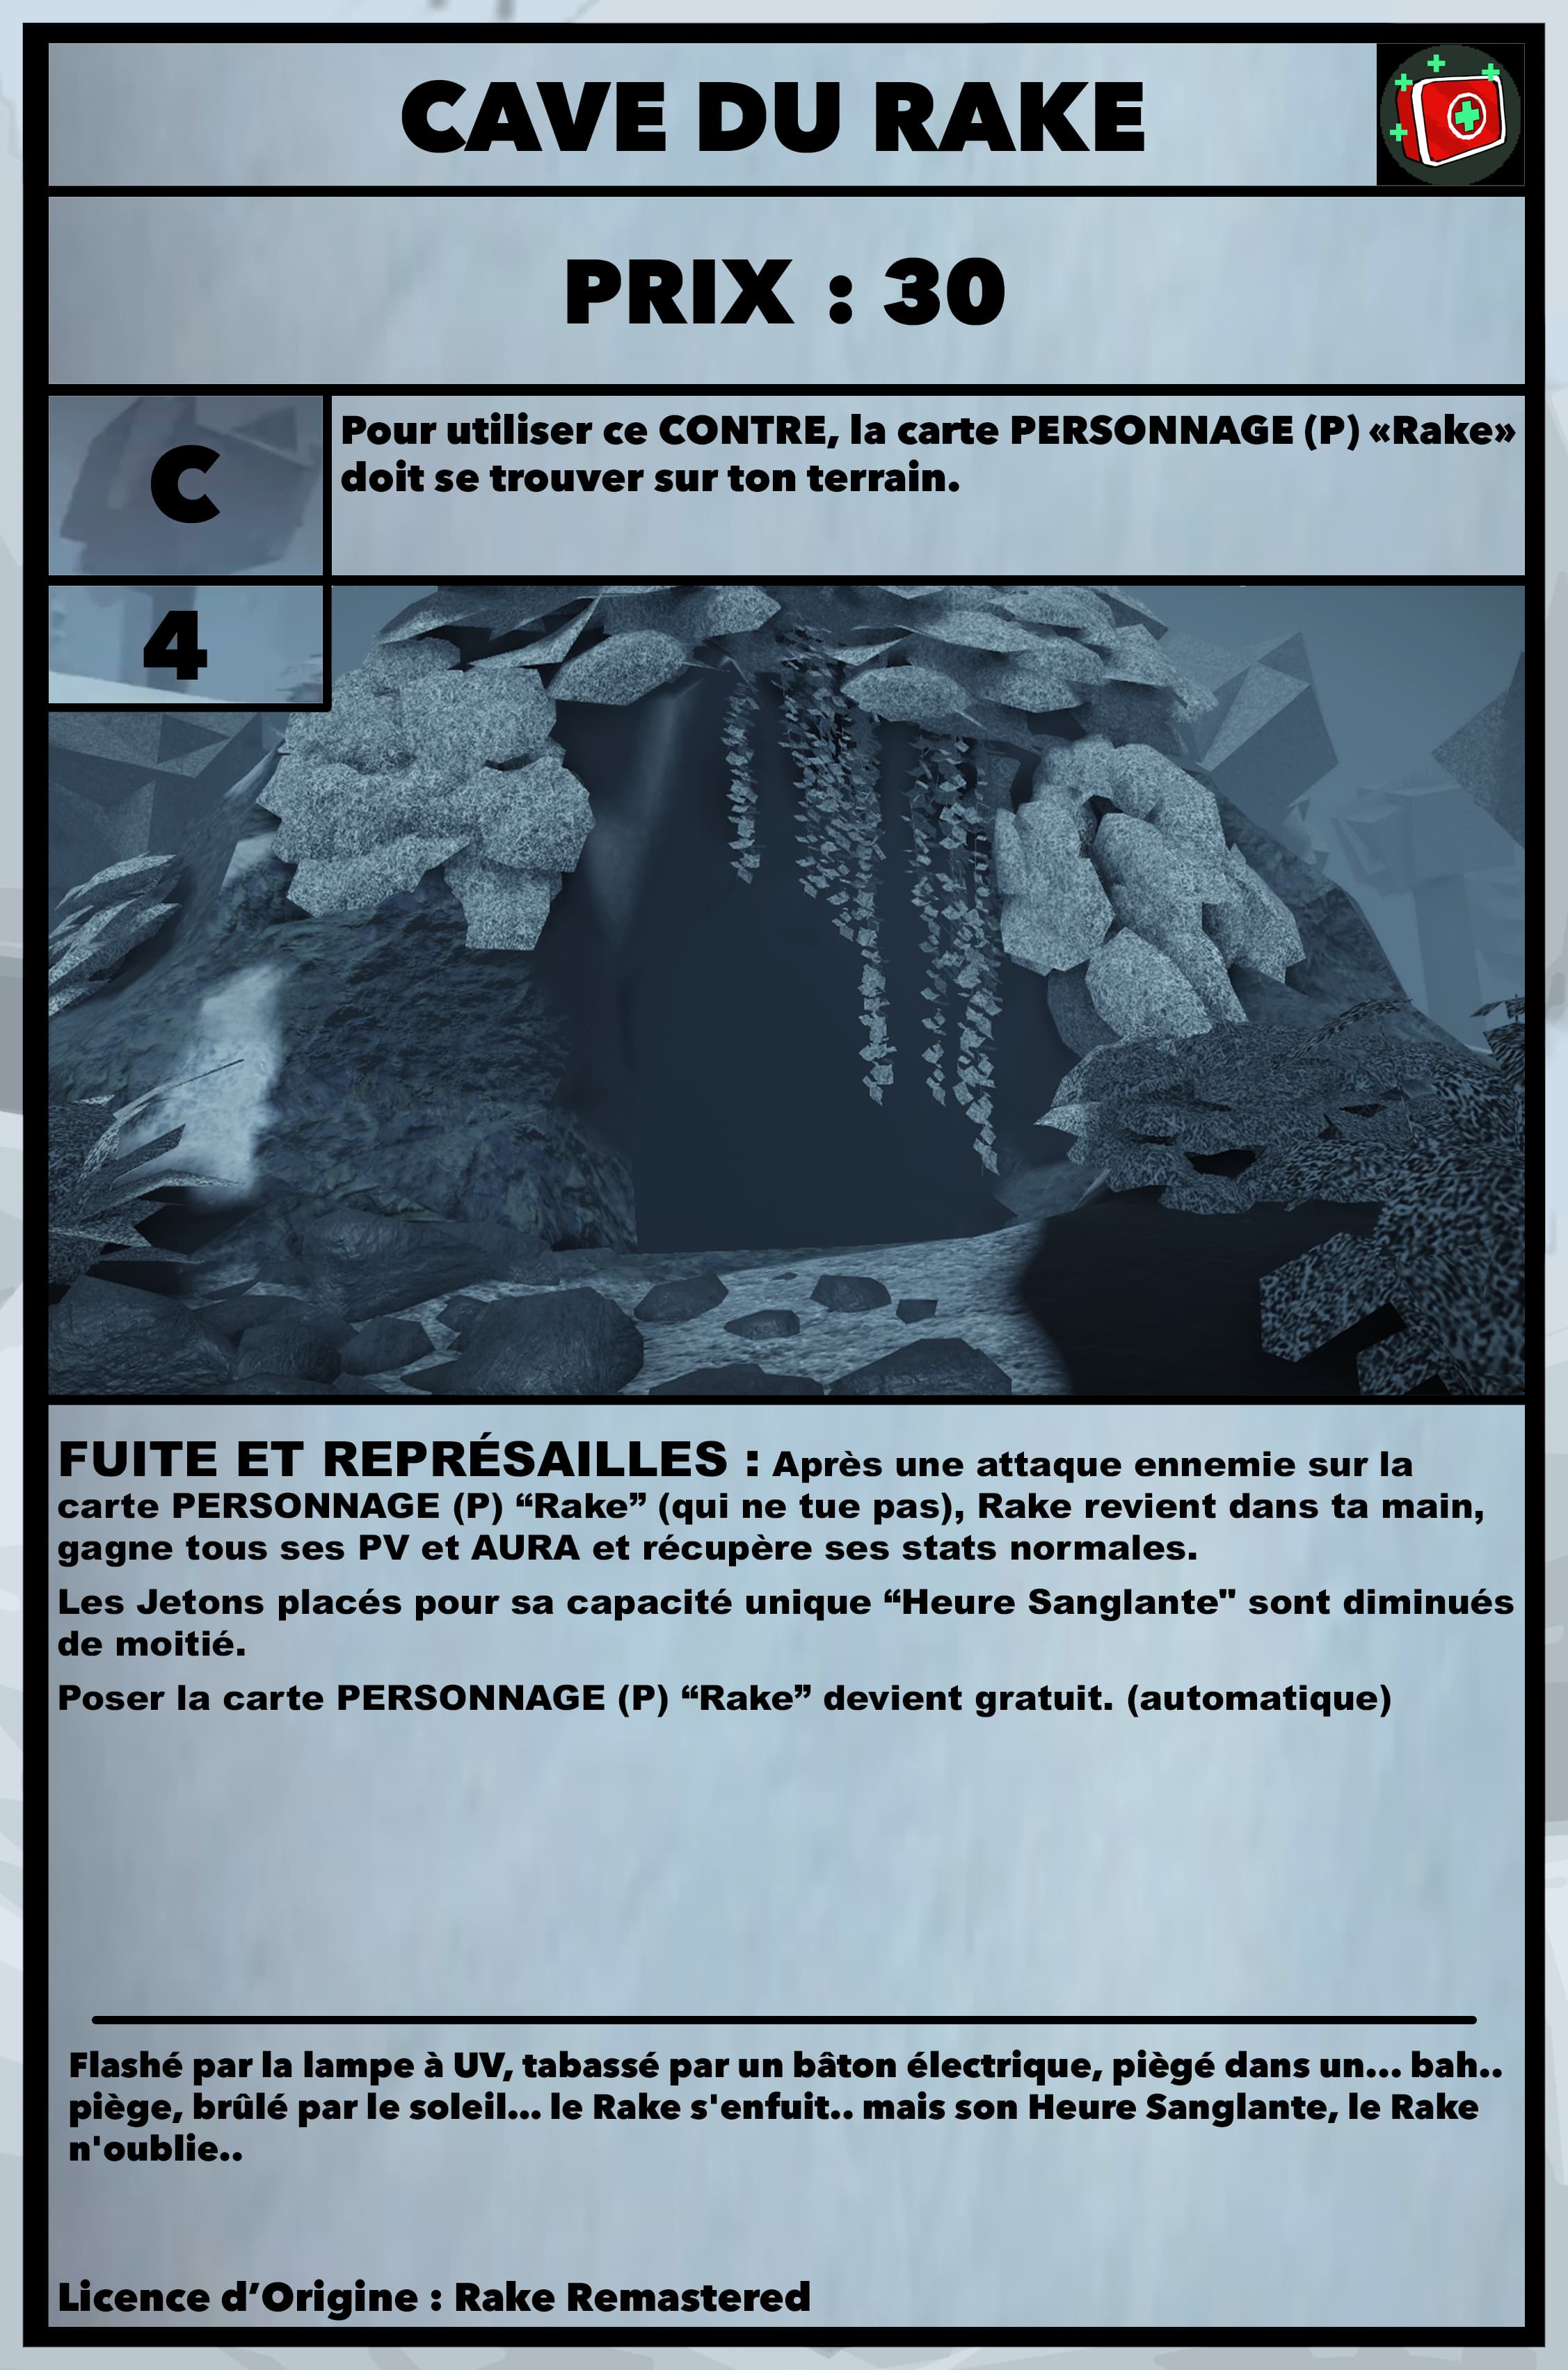 CAVE DU RAKE
PRIX : 30
C
Pour utiliser ce CONTRE, la carte PERSONNAGE (P) «Rake»
doit se trouver sur ton terrain.
4
FUITE ET REPRÉSAILLES : Après une attaque ennemie sur la
carte PERSONNAGE (P) “Rake” (qui ne tue pas), Rake revient dans ta main,
gagne tous ses PV et AURA et récupère ses stats normales.
Les Jetons placés pour sa capacité unique “Heure Sanglante" sont diminués
de moitié.
Poser la carte PERSONNAGE (P) “Rake” devient gratuit. (automatique)
Flashé par la lampe à UV, tabassé par un bâton électrique, piègé dans un... bah..
piège, brûlé par le soleil... le Rake s'enfuit.. mais son Heure Sanglante, le Rake
n'oublie..
Licence d’Origine : Rake Remastered